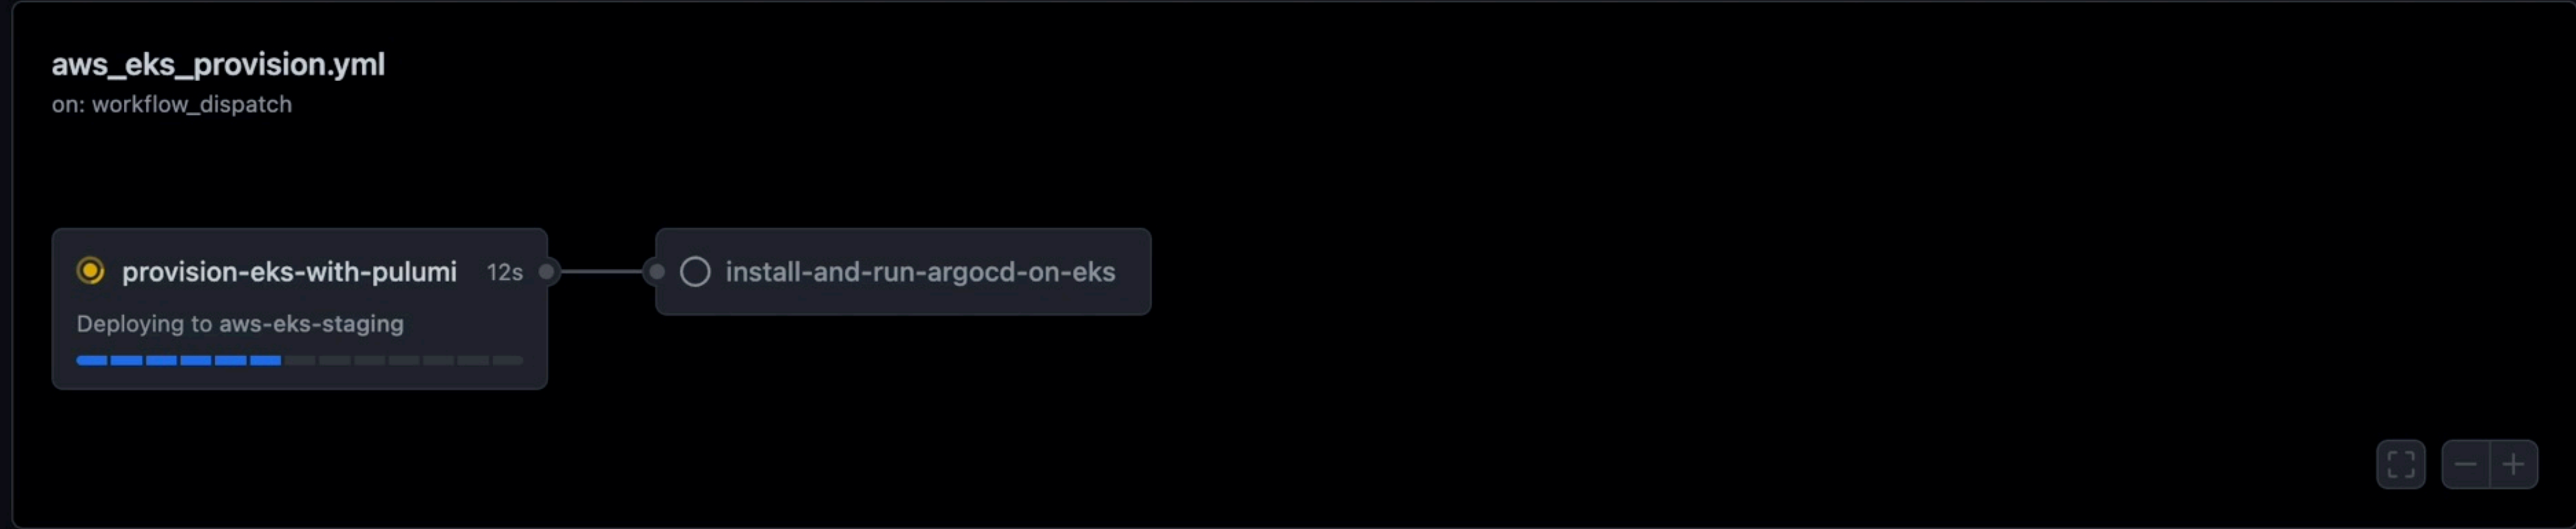 aws_eks_provision.yml
on: workflow_dispatch
provision-eks-with-pulumi 12s
install-and-run-argocd-on-eks
Deploying to aws-eks-staging